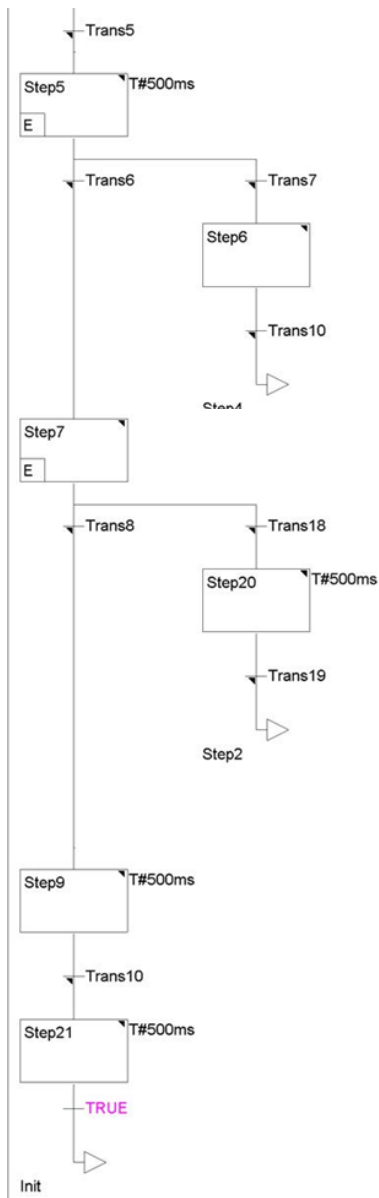 Trans5
Step5
T#500ms
E
Trans6
Trans7
Step6
Trans10
Step4
Step7
E
Trans8
Trans18
Step20
T#500ms
Trans19
Step2
Step9
T#500ms
Trans10
Step21
T#500ms
TRUE
Init